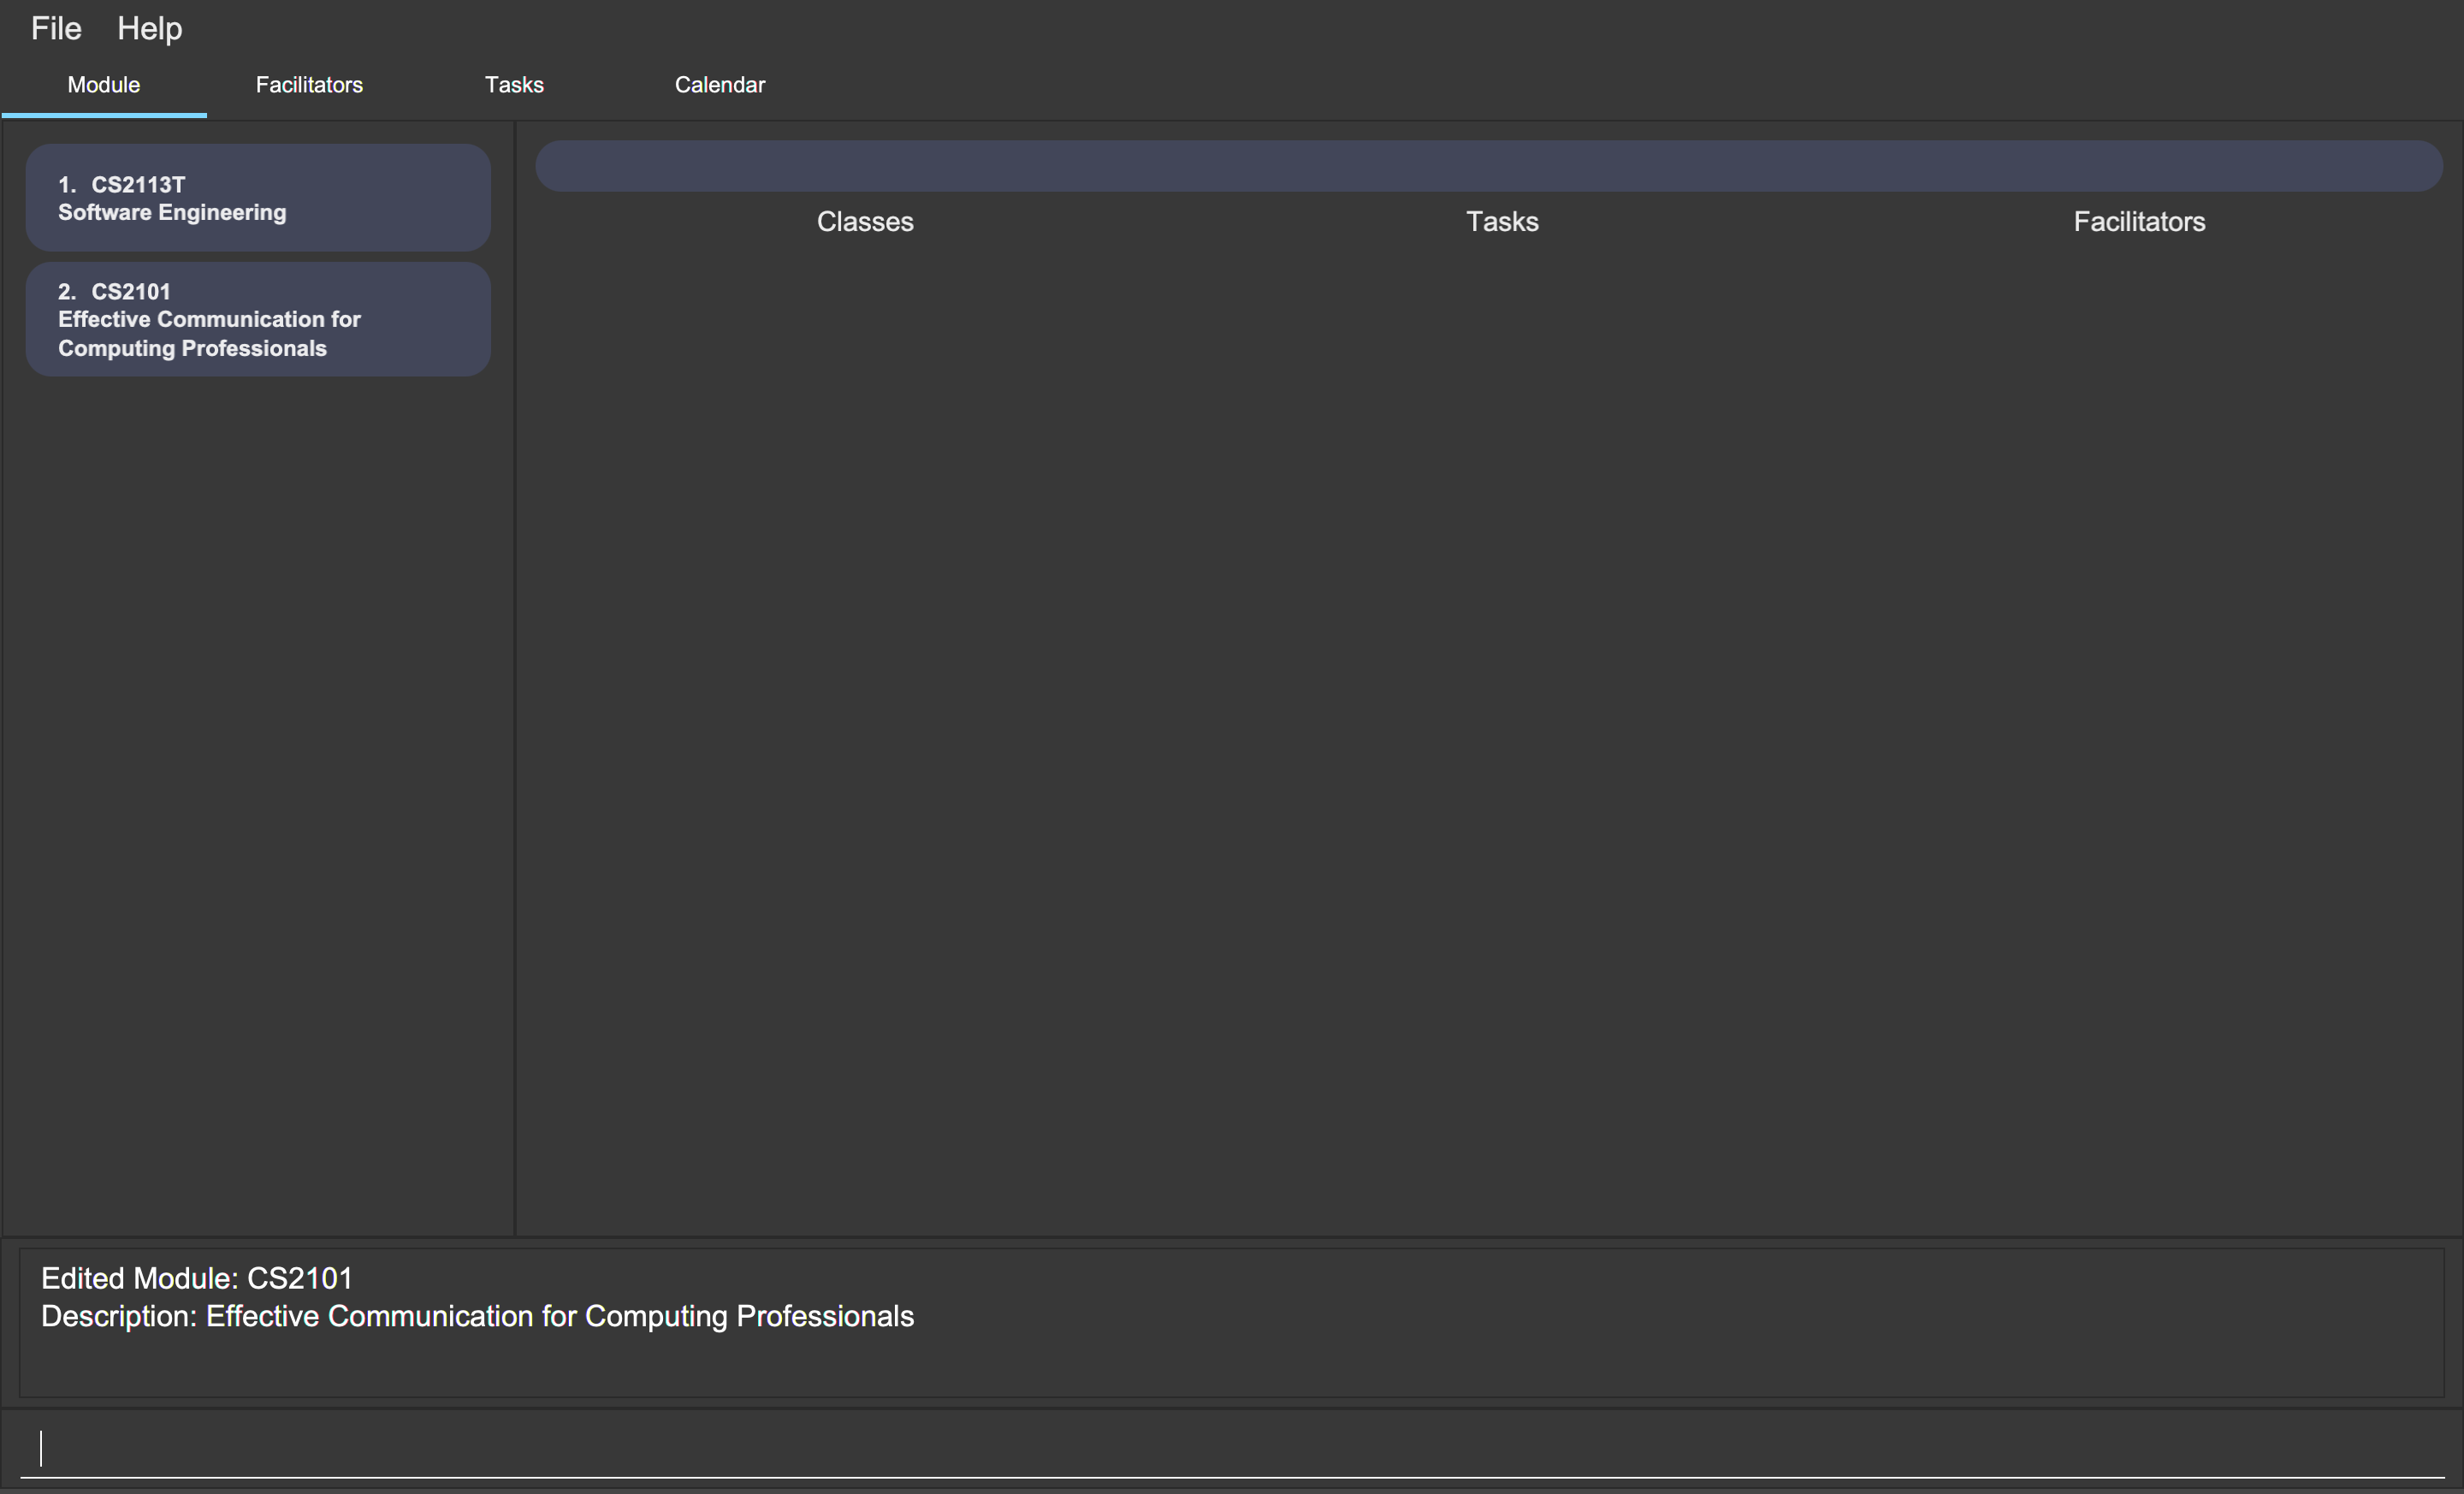 File Help
Module Facilitators Tasks Calendar
1. CS2113T
Software Engineering
2. CS2101
Effective Communication for
Computing Professionals
Classes Tasks Facilitators
Edited Module: CS2101
Description: Effective Communication for Computing Professionals